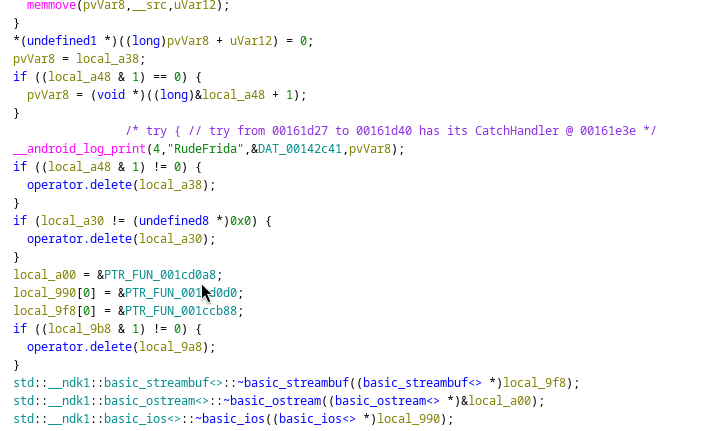 memmove(pvVar8,__src,uVar12);
}
*(undefined1 *)((long)pvVar8 + uVar12) = 0;
pvVar8 = local_a38;
if ((local_a48 & 1) == 0) {
pvVar8 = (void *)((long)&local_a48 + 1);
}
/* try { // try from 00161d27 to 00161d40 has its CatchHandler @ 00161e3e */
__android_log_print(4,"RudeFrida",&DAT_00142c41,pvVar8);
if ((local_a48 & 1) != 0) {
operator.delete(local_a38);
}
if (local_a30 != (undefined8 *)0x0) {
operator.delete(local_a30);
}
local_a00 = &PTR_FUN_001cd0a8;
local_990[0] = &
local_9f8[0] = &PTR_FUN_001ccb88;
if ((local_9b8 & 1) != 0) {
operator.delete(local_9a8);
}
std::__ndk1::basic_streambuf<>::~basic_streambuf((basic_streambuf<> *)local_9f8);
std::__ndk1::basic_ostream<>::~basic_ostream((basic_ostream<> *)&local_a00);
std::__ndk1::basic_ios<>::~basic_ios((basic_ios<> *)local_990);